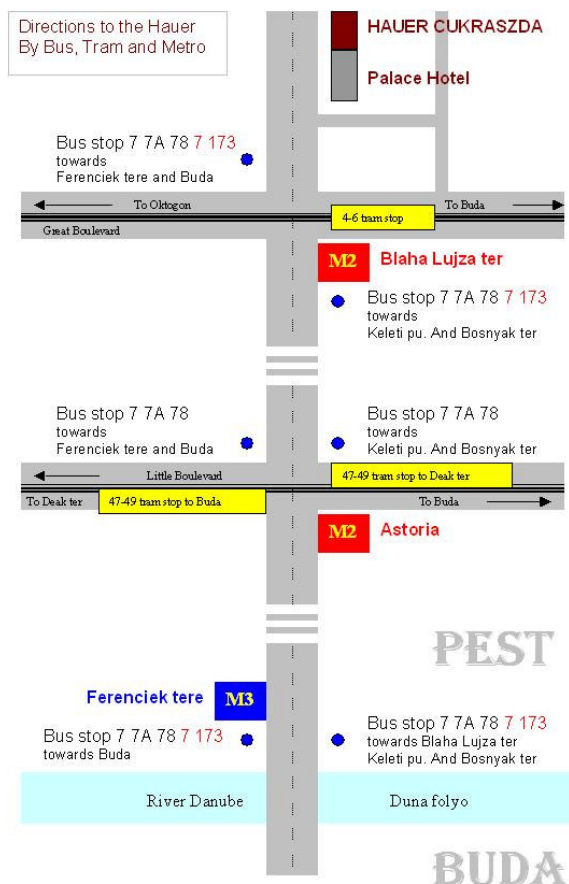 Directions to the Hauer
By Bus, Tram and Metro
HAUER CUKRASZDA
Palace Hotel
Bus stop 7 7A 78 7 173
towards
Ferenciek tere and Buda
To Oktogon
To Buda
4-6 tram stop
Great Boulevard
M2
Blaha Lujza ter
Bus stop 7 7A 78 7 173
towards
Keleti pu. And Bosnyak ter
Bus stop 7 7A 78
towards
Ferenciek tere and Buda
Bus stop 7 7A 78
towards
Keleti pu. And Bosnyak ter
Little Boulevard
47-49 tram stop to Deak ter
To Deak ter
47-49 tram stop to Buda
To Buda
M2
Astoria
PEST
Ferenciek tere
M3
Bus stop 7 7A 78 7 173
towards Buda
Bus stop 7 7A 78 7 173
towards Blaha Lujza ter
Keleti pu. And Bosnyak ter
River Danube
Duna folyo
BUDA